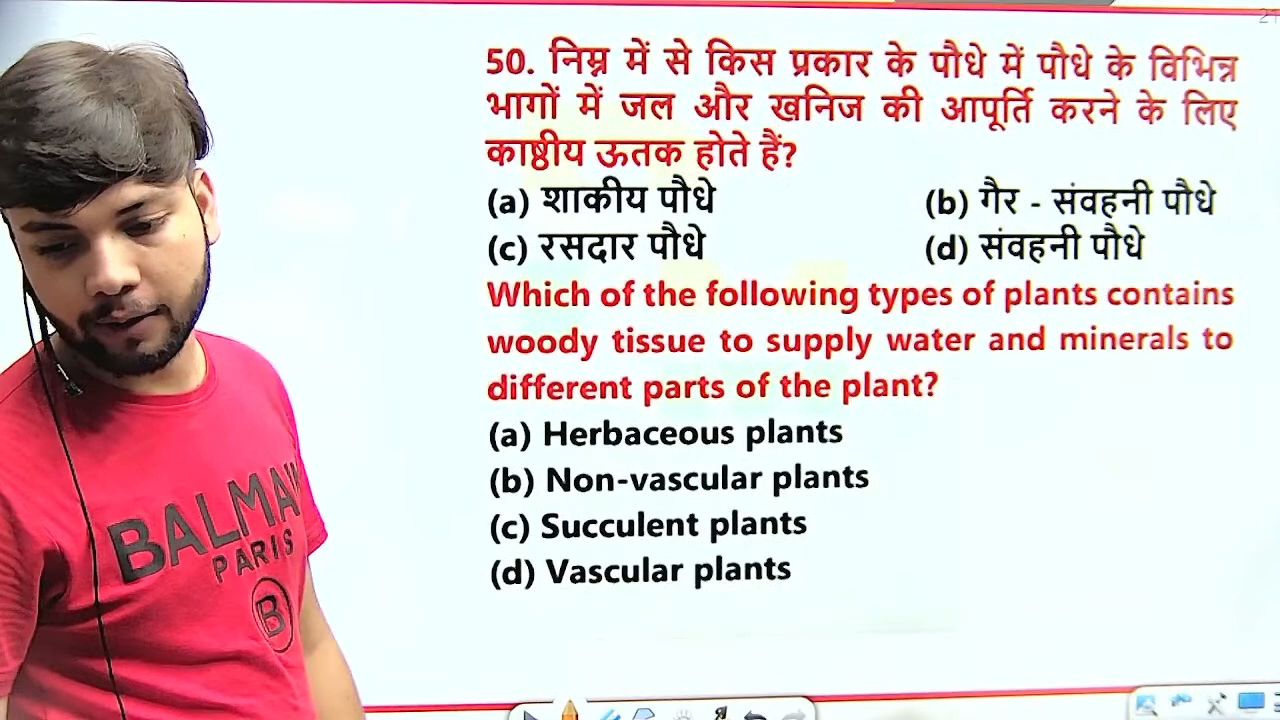 50. निम्न में से किस प्रकार के पौधे में पौधे के विभिन्न
भागों में जल और खनिज की आपूर्ति करने के लिए
काष्ठीय ऊतक होते हैं?
(a) शाकीय पौधे (b) गैर - संवहनी पौधे
(c) रसदार पौधे (d) संवहनी पौधे
Which of the following types of plants contains
woody tissue to supply water and minerals to
different parts of the plant?
(a) Herbaceous plants
(b) Non-vascular plants
(c) Succulent plants
(d) Vascular plants
BALMAI
PARIS
B